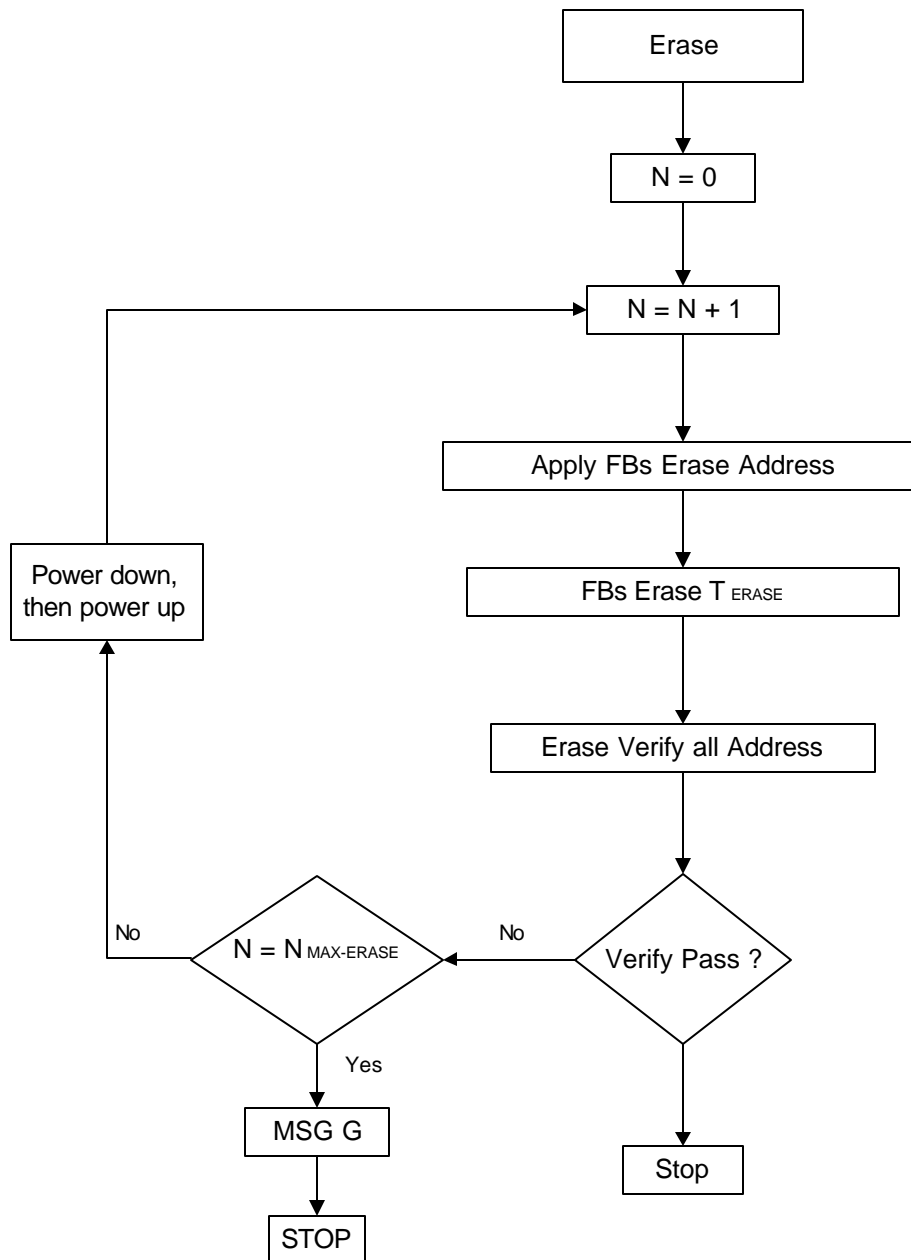 Erase
N = 0
N = N + 1
Apply FBs Erase Address
Power down,
then power up
FBs Erase T ERASE
Erase Verify all Address
No
N = N MAX-ERASE
No
Verify Pass ?
Yes
MSG G
Stop
STOP